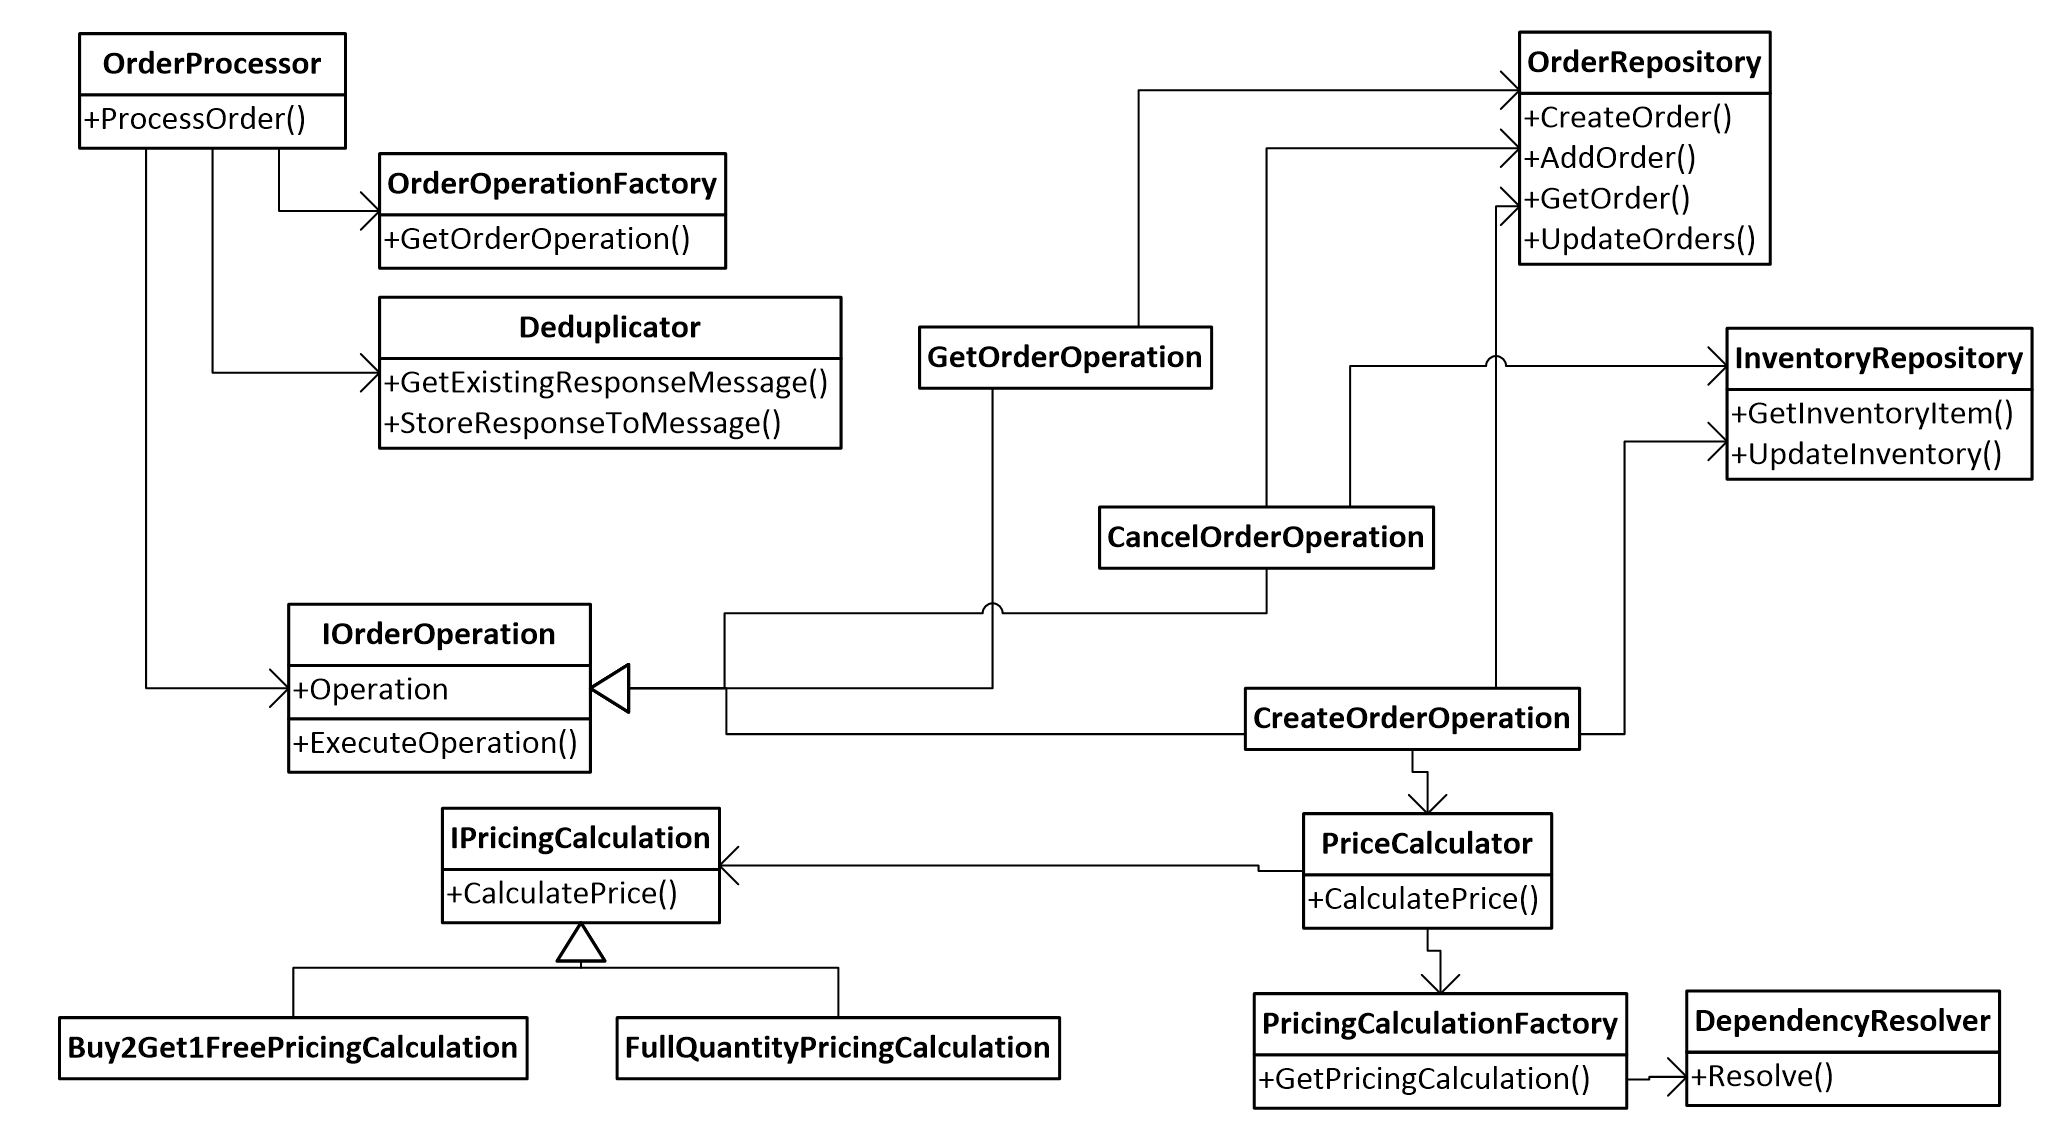 OrderProcessor
+ProcessOrder()
OrderOperationFactory
+GetOrderOperation()
Deduplicator
+GetExistingResponseMessage()
+StoreResponseToMessage()
OrderRepository
+CreateOrder()
+AddOrder()
+GetOrder()
+UpdateOrders()
GetOrderOperation
InventoryRepository
+GetInventoryItem()
+UpdateInventory()
CancelOrderOperation
IOrderOperation
+Operation
+ExecuteOperation()
CreateOrderOperation
IPricingCalculation
+CalculatePrice()
PriceCalculator
+CalculatePrice()
Buy2Get1FreePricingCalculation
FullQuantityPricingCalculation
PricingCalculationFactory
+GetPricingCalculation()
DependencyResolver
+Resolve()